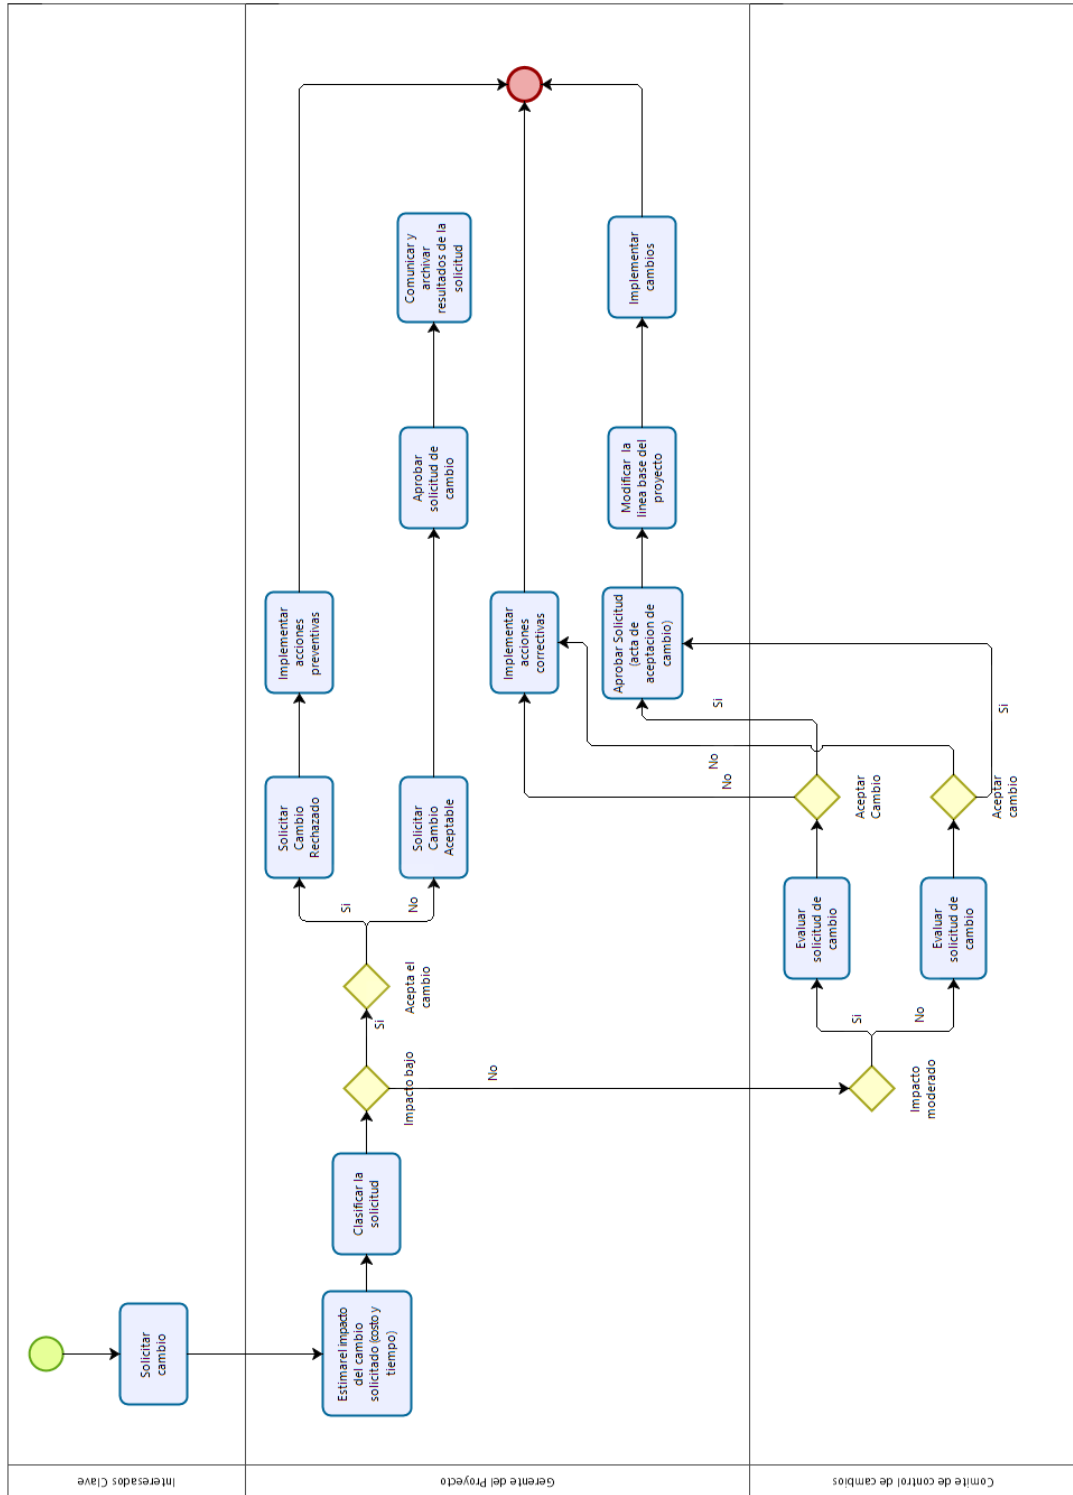 Interesados Clave
Solicitar
cambio
Gerente del Proyecto
Estimarel impacto
del cambio
solicitado (costo y
tiempo)
Clasificar la
solicitud
Impacto bajo
Si
No
Acepta el
cambio
Si
No
Solicitar
Cambio
Rechazado
Implementar
acciones
preventivas
Solicitar
Cambio
Aceptable
Aprobar
solicitud de
cambio
Comunicar y
archivar
resultados de la
solicitud
Implementar
acciones
correctivas
Aprobar Solicitud
(acta de
aceptacion de
cambio)
Modificar la
linea base del
proyecto
Implementar
cambios
Comite de control de cambios
Impacto
moderado
Si
No
Evaluar
solicitud de
cambio
Aceptar
Cambio
No
Si
Evaluar
solicitud de
cambio
Aceptar
cambio
No
Si